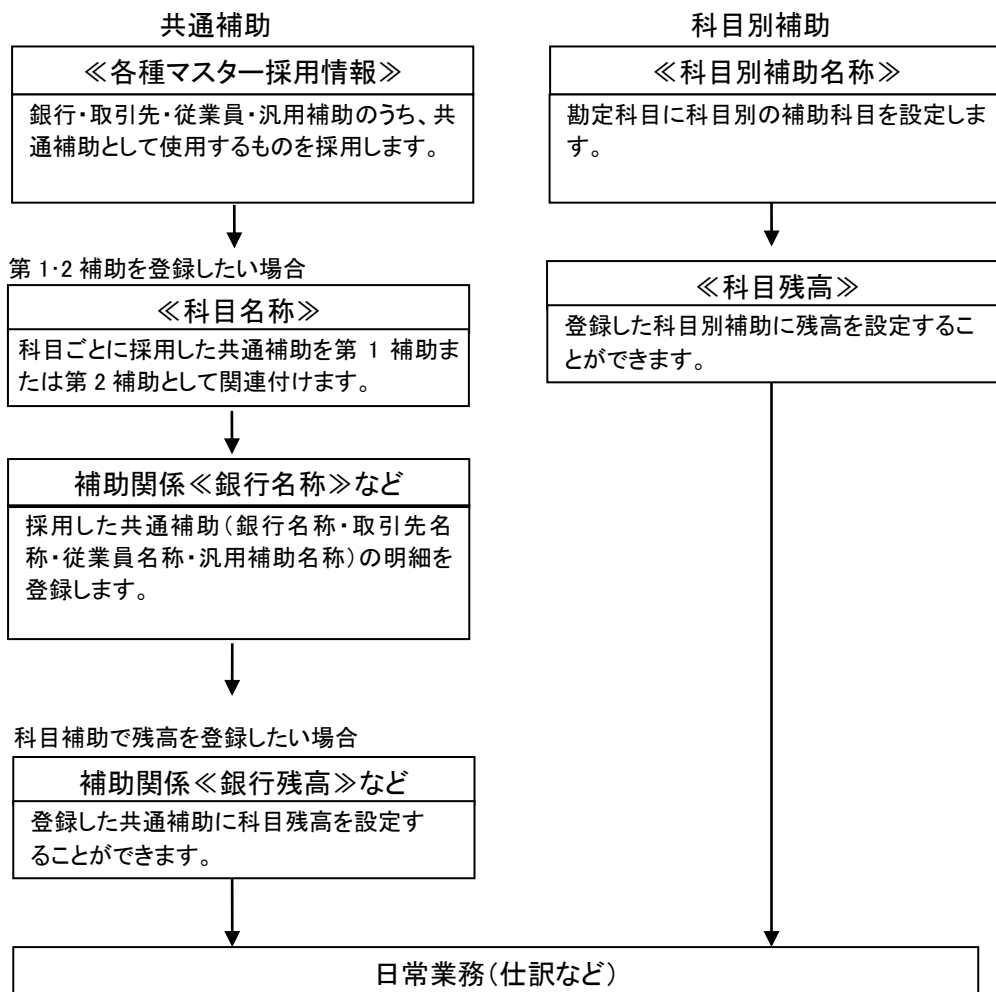 共通補助
≪各種マスター採用情報≫
銀行・取引先・従業員・汎用補助のうち、共
通補助として使用するものを採用します。
第 1・2 補助を登録したい場合
≪科目名称≫
科目ごとに採用した共通補助を第 1 補助ま
たは第 2 補助として関連付けます。
補助関係≪銀行名称≫など
採用した共通補助（銀行名称・取引先名
称・従業員名称・汎用補助名称）の明細を
登録します。
科目補助で残高を登録したい場合
補助関係≪銀行残高≫など
登録した共通補助に科目残高を設定す
ることができます。
科目別補助
≪科目別補助名称≫
勘定科目に科目別の補助科目を設定しま
す。
≪科目残高≫
登録した科目別補助に残高を設定するこ
とができます。
日常業務（仕訳など）